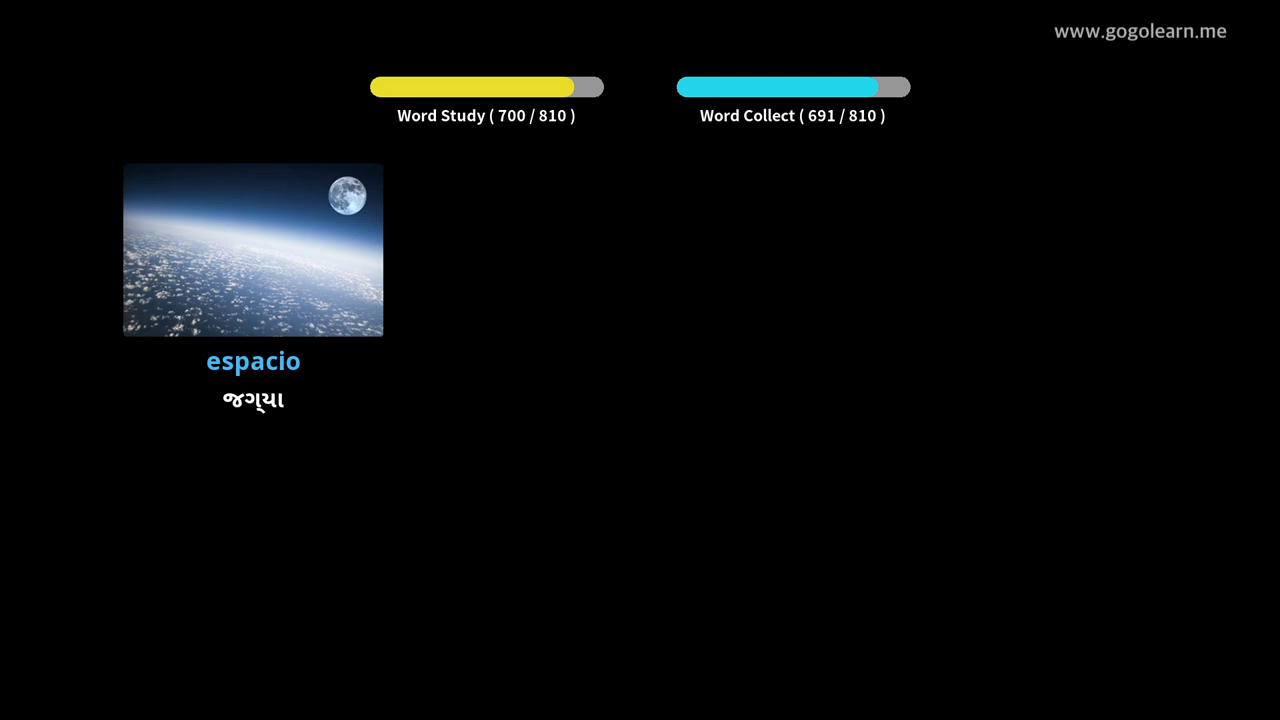 www.gogolearn.me
Word Study ( 700 / 810 )
Word Collect ( 691 / 810 )
espacio
જગ્યા